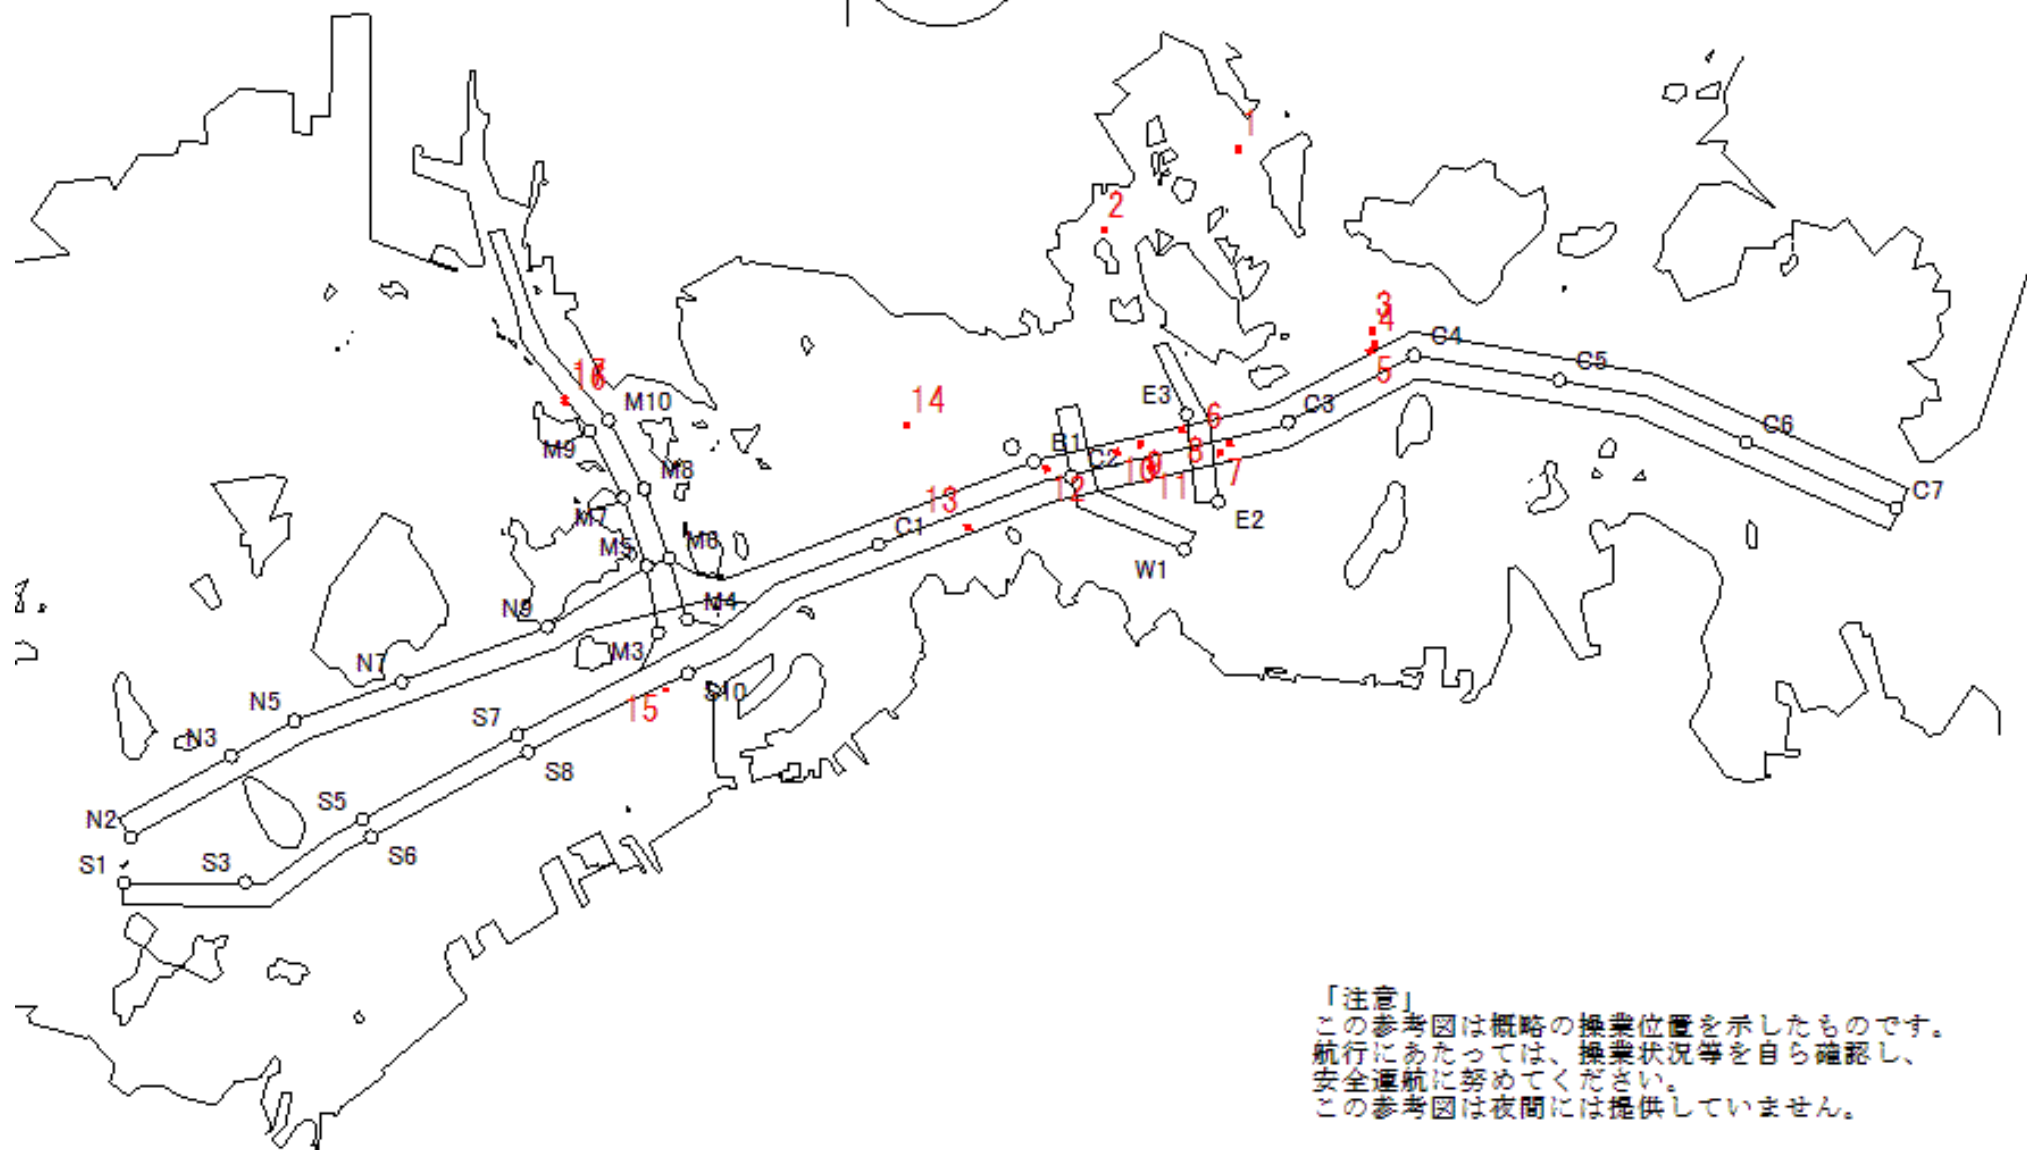 1
2
3
4
C4
5
C5
16
17
14
M10
E3
6
C3
C6
M9
B1
C2
8
7
M8
10
9
11
12
13
C7
M7
E2
C1
M5
M6
W1
N9
M4
M3
N7
S10
15
N5
S7
N3
S8
S5
N2
S6
S1
S3
「注意」
この参考図は概略の操業位置を示したものです。
航行にあたっては、操業状況等を自ら確認し、
安全運航に努めてください。
この参考図は夜間には提供していません。